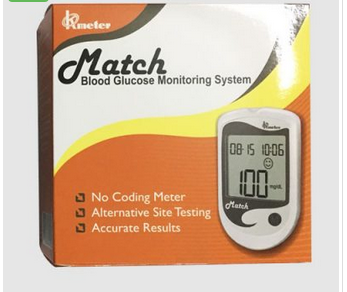 Kmeter
Match
Blood Glucose Monitoring System
No Coding Meter
Alternative Site Testing
Accurate Results
Kmeter
08-15 10:06
100 mg/dL
Match